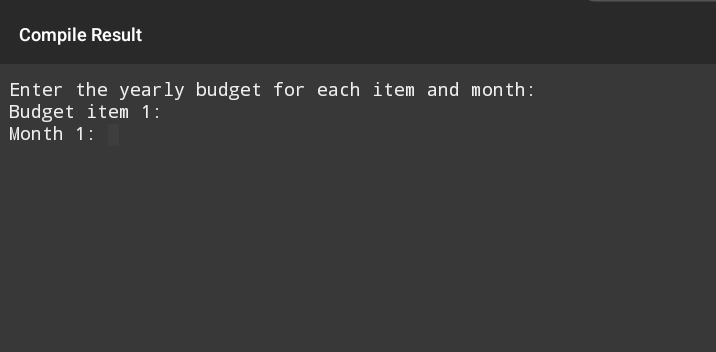 Compile Result
Enter the yearly budget for each item and month:
Budget item 1:
Month 1: